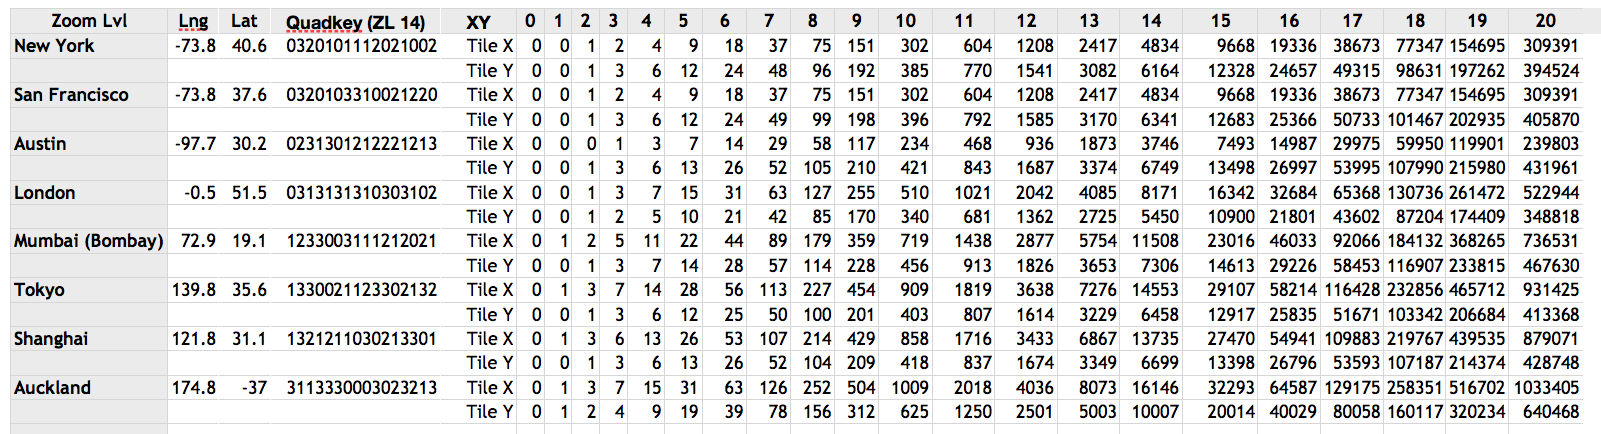 Zoom Lvl Lng Lat Quadkey (ZL 14) XY 0 1 2 3 4 5 6 7 8 9 10 11 12 13 14 15 16 17 18 19 20
New York -73.8 40.6 0320101112021002 Tile X 0 0 1 2 4 9 18 37 75 151 302 604 1208 2417 4834 9668 19336 38673 77347 154695 309391
Tile Y 0 0 1 3 6 12 24 48 96 192 385 770 1541 3082 6164 12328 24657 49315 98631 197262 394524
San Francisco -73.8 37.6 0320103310021220 Tile X 0 0 1 2 4 9 18 37 75 151 302 604 1208 2417 4834 9668 19336 38673 77347 154695 309391
Tile Y 0 0 1 3 6 12 24 49 99 198 396 792 1585 3170 6341 12683 25366 50733 101467 202935 405870
Austin -97.7 30.2 0231301212221213 Tile X 0 0 0 1 3 7 14 29 58 117 234 468 936 1873 3746 7493 14987 29975 59950 119901 239803
Tile Y 0 0 1 3 6 13 26 52 105 210 421 843 1687 3374 6749 13498 26997 53995 107990 215980 431961
London -0.5 51.5 0313131310303102 Tile X 0 0 1 3 7 15 31 63 127 255 510 1021 2042 4085 8171 16342 32684 65368 130736 261472 522944
Tile Y 0 0 1 2 5 10 21 42 85 170 340 681 1362 2725 5450 10900 21801 43602 87204 174409 348818
Mumbai (Bombay) 72.9 19.1 1233003111212021 Tile X 0 1 2 5 11 22 44 89 179 359 719 1438 2877 5754 11508 23016 46033 92066 184132 368265 736531
Tile Y 0 0 1 3 7 14 28 57 114 228 456 913 1826 3653 7306 14613 29226 58453 116907 233815 467630
Tokyo 139.8 35.6 1330021123302132 Tile X 0 1 3 7 14 28 56 113 227 454 909 1819 3638 7276 14553 29107 58214 116428 232856 465712 931425
Tile Y 0 0 1 3 6 12 25 50 100 201 403 807 1614 3229 6458 12917 25835 51671 103342 206684 413368
Shanghai 121.8 31.1 1321211030213301 Tile X 0 1 3 6 13 26 53 107 214 429 858 1716 3433 6867 13735 27470 54941 109883 219767 439535 879071
Tile Y 0 0 1 3 6 13 26 52 104 209 418 837 1674 3349 6699 13398 26796 53593 107187 214374 428748
Auckland 174.8 -37 3113330003023213 Tile X 0 1 3 7 15 31 63 126 252 504 1009 2018 4036 8073 16146 32293 64587 129175 258351 516702 1033405
Tile Y 0 1 2 4 9 19 39 78 156 312 625 1250 2501 5003 10007 20014 40029 80058 160117 320234 640468